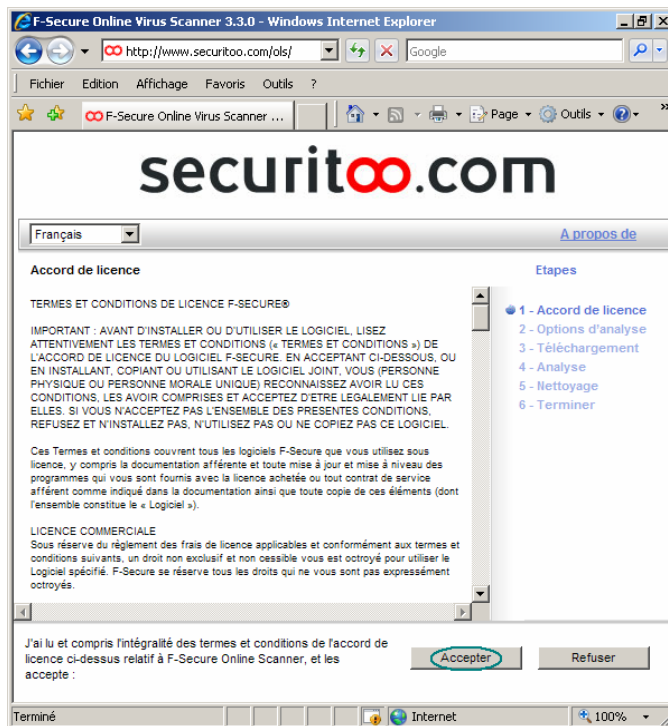 F-Secure Online Virus Scanner 3.3.0 - Windows Internet Explorer
http://www.securitoo.com/ols/
Google
Fichier Edition Affichage Favoris Outils ?
F-Secure Online Virus Scanner ...
Page Outils »
securitoo.com
Français
A propos de
Accord de licence
Etapes
TERMES ET CONDITIONS DE LICENCE F-SECURE®
IMPORTANT : AVANT D'INSTALLER OU D'UTILISER LE LOGICIEL, LISEZ
ATTENTIVEMENT LES TERMES ET CONDITIONS (« TERMES ET CONDITIONS ») DE
L'ACCORD DE LICENCE DU LOGICIEL F-SECURE. EN ACCEPTANT CI-DESSOUS, OU
EN INSTALLANT, COPIANT OU UTILISANT LE LOGICIEL JOINT, VOUS (PERSONNE
PHYSIQUE OU PERSONNE MORALE UNIQUE) RECONNAISSEZ AVOIR LU CES
CONDITIONS, LES AVOIR COMPRISES ET ACCEPTEZ D'ETRE LEGALEMENT LIE PAR
ELLES. SI VOUS N'ACCEPTEZ PAS L'ENSEMBLE DES PRESENTES CONDITIONS,
REFUSEZ ET N'INSTALLEZ PAS, N'UTILISEZ PAS OU NE COPIEZ PAS CE LOGICIEL.
Ces Termes et conditions couvrent tous les logiciels F-Secure que vous utilisez sous
licence, y compris la documentation afférente et toute mise à jour et mise à niveau des
programmes qui vous sont fournis avec la licence achetée ou tout contrat de service
afférent comme indiqué dans la documentation ainsi que toute copie de ces éléments (dont
l'ensemble constitue le « Logiciel »).
LICENCE COMMERCIALE
Sous réserve du règlement des frais de licence applicables et conformément aux termes et
conditions suivants, un droit non exclusif et non cessible vous est octroyé pour utiliser le
Logiciel spécifié. F-Secure se réserve tous les droits qui ne vous sont pas expressément
octroyés.
1 - Accord de licence
2 - Options d'analyse
3 - Téléchargement
4 - Analyse
5 - Nettoyage
6 - Terminer
J'ai lu et compris l'intégralité des termes et conditions de l'accord de
licence ci-dessus relatif à F-Secure Online Scanner, et les
accepte :
Accepter
Refuser
Terminé
Internet
100%